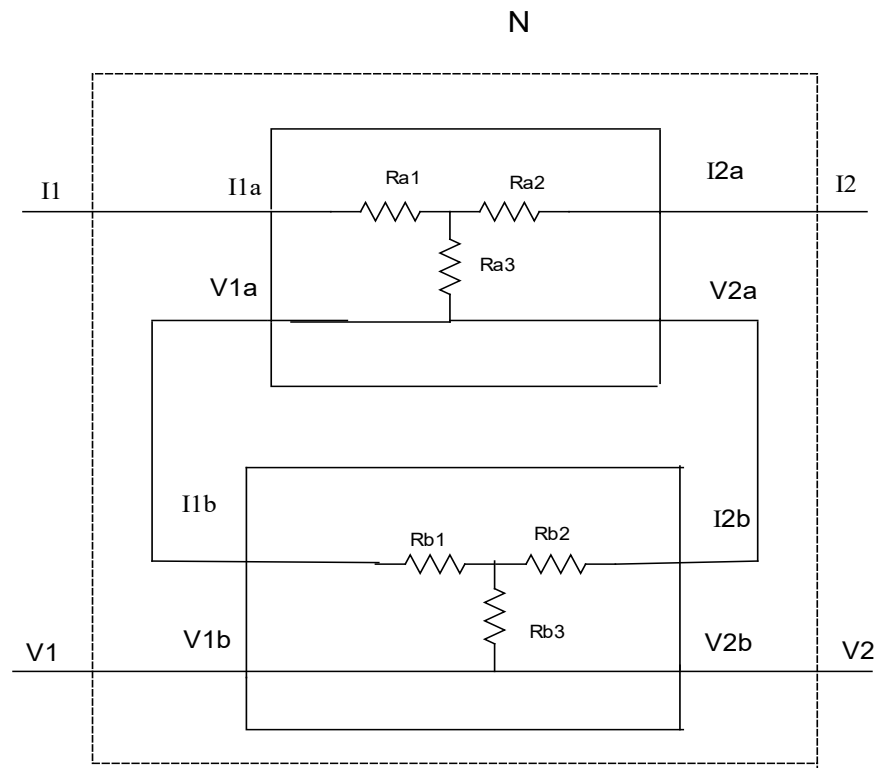 N
I1
I1a
Ra1
Ra2
I2a
I2
Ra3
V1a
V2a
I1b
I2b
Rb1
Rb2
Rb3
V1b
V2b
V1
V2